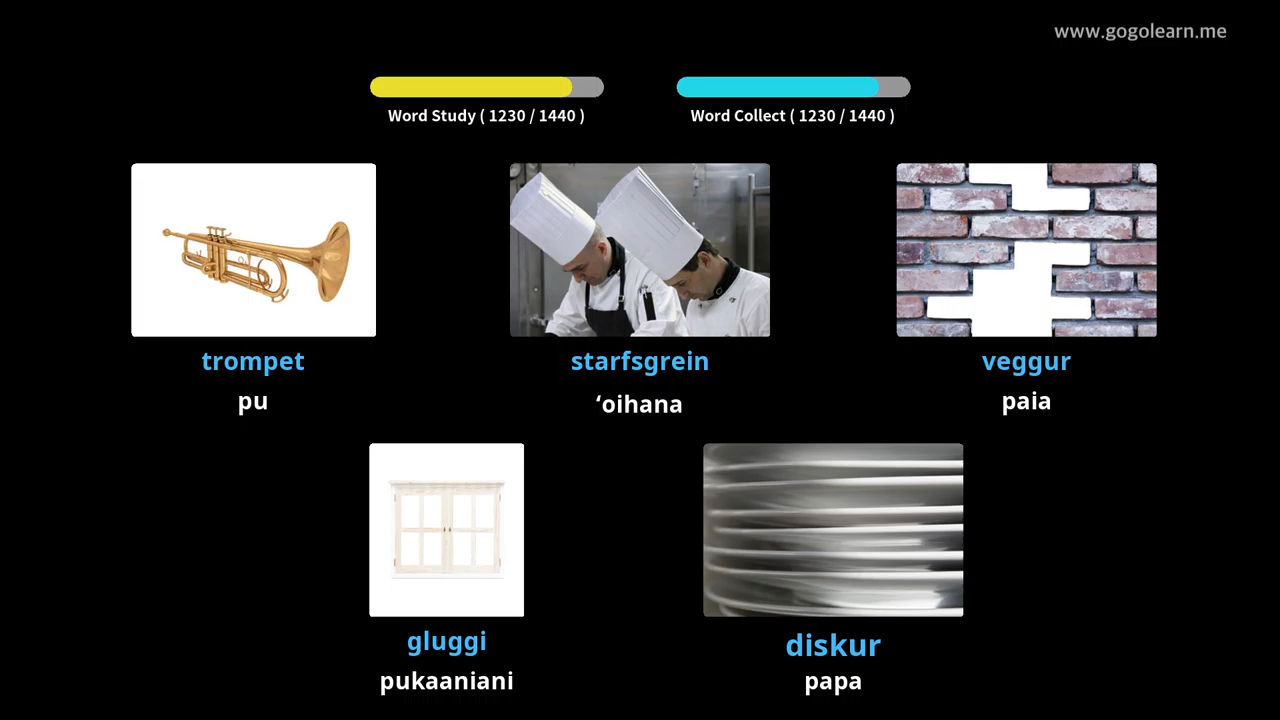 www.gogolearn.me
Word Study ( 1230 / 1440 )
Word Collect ( 1230 / 1440 )
trompet
starfsgrein
veggur
pu
ʻoihana
paia
gluggi
diskur
pukaaniani
papa